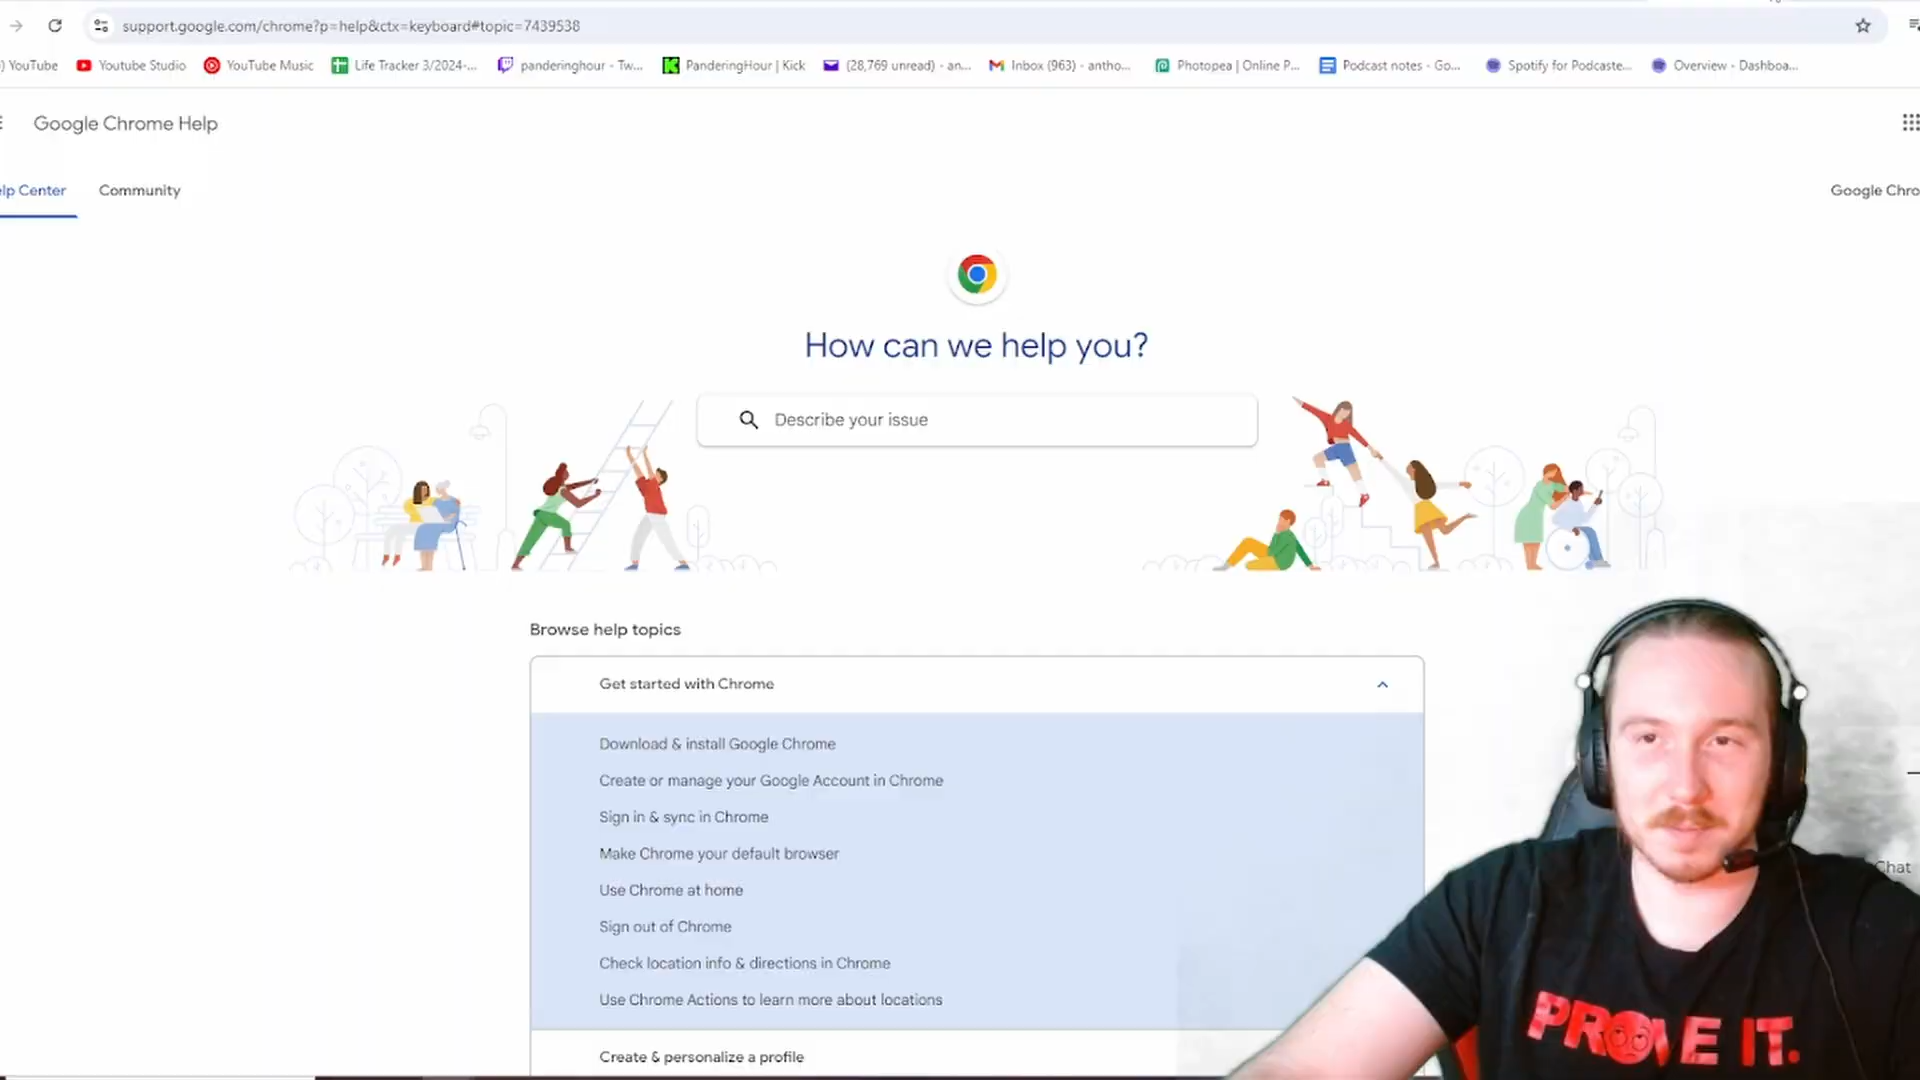 support.google.com/chrome?p=help&ctx=keyboard#topic=7439538
) YouTube
Youtube Studio
YouTube Music
Life Tracker 3/2024-...
panderinghour - Tw...
PanderingHour | Kick
(28,769 unread) - an...
Inbox (963) - antho...
Photopea | Online P...
Podcast notes - Go...
Spotify for Podcaste...
Overview - Dashboa...
Google Chrome Help
elp Center
Community
Google Chro
How can we help you?
Describe your issue
Browse help topics
Get started with Chrome
Download & install Google Chrome
Create or manage your Google Account in Chrome
Sign in & sync in Chrome
Make Chrome your default browser
Use Chrome at home
Sign out of Chrome
Check location info & directions in Chrome
Use Chrome Actions to learn more about locations
Create & personalize a profile
Chat
PROVE IT.